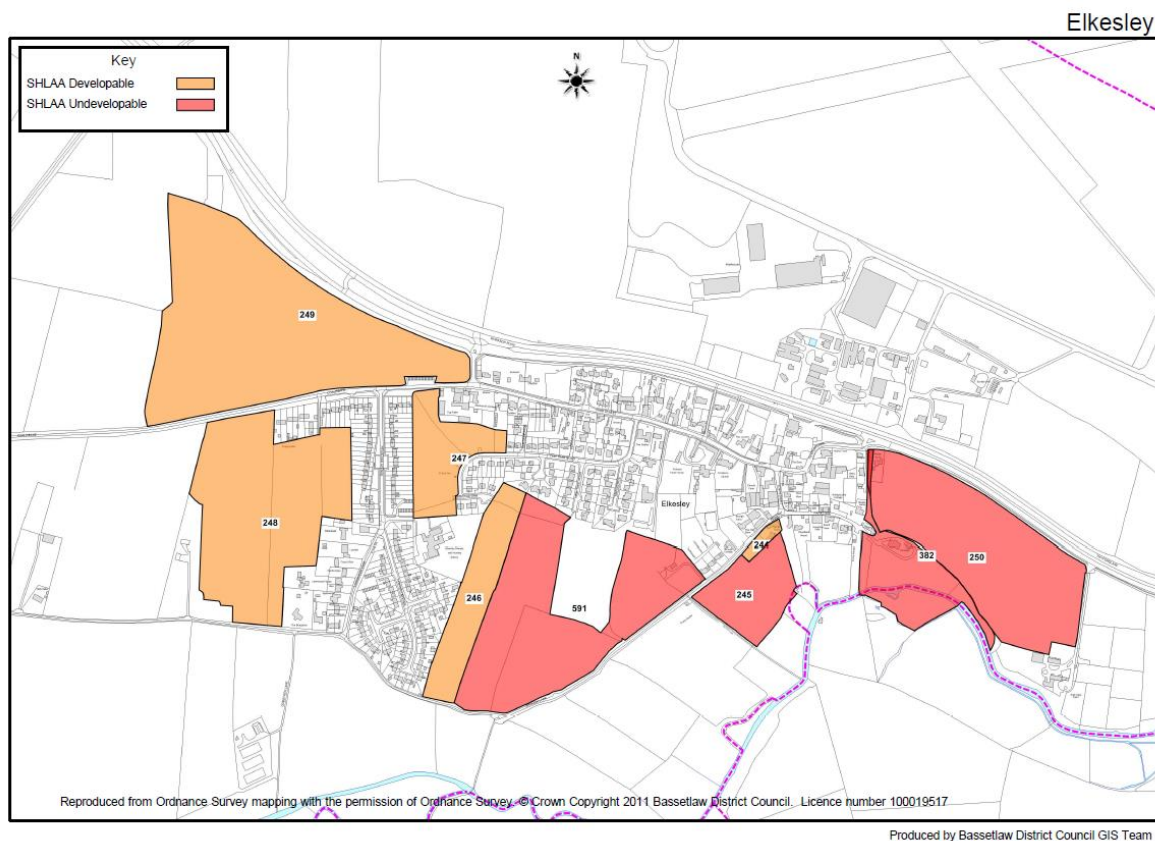 Elkesley
Key
SHLAA Developable
SHLAA Undevelopable
N
249
247
248
Elkesley
244
382
250
246
591
245
Reproduced from Ordnance Survey mapping with the permission of Ordnance Survey. © Crown Copyright 2011 Bassetlaw District Council. Licence number 100019517
Produced by Bassetlaw District Council GIS Team